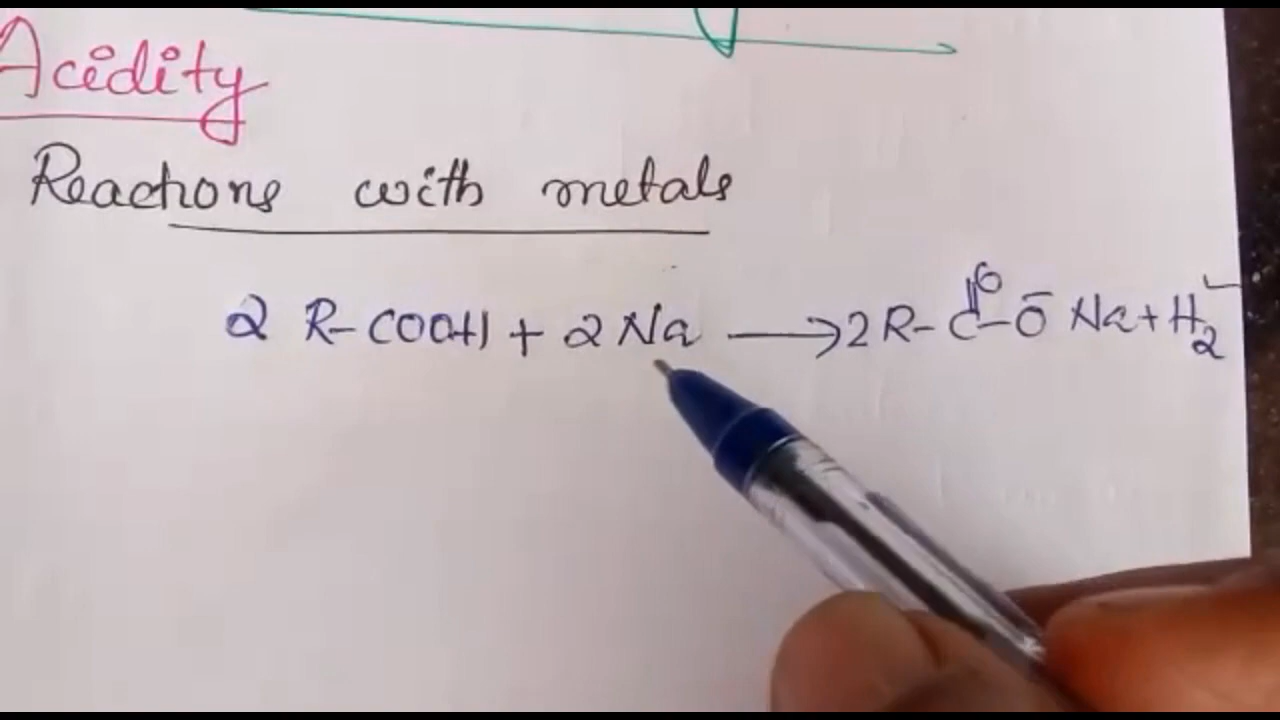 Acidity
Reactions with metals
O
2 R-COOH + 2 Na → 2 R-C-O⁻ Na + H₂